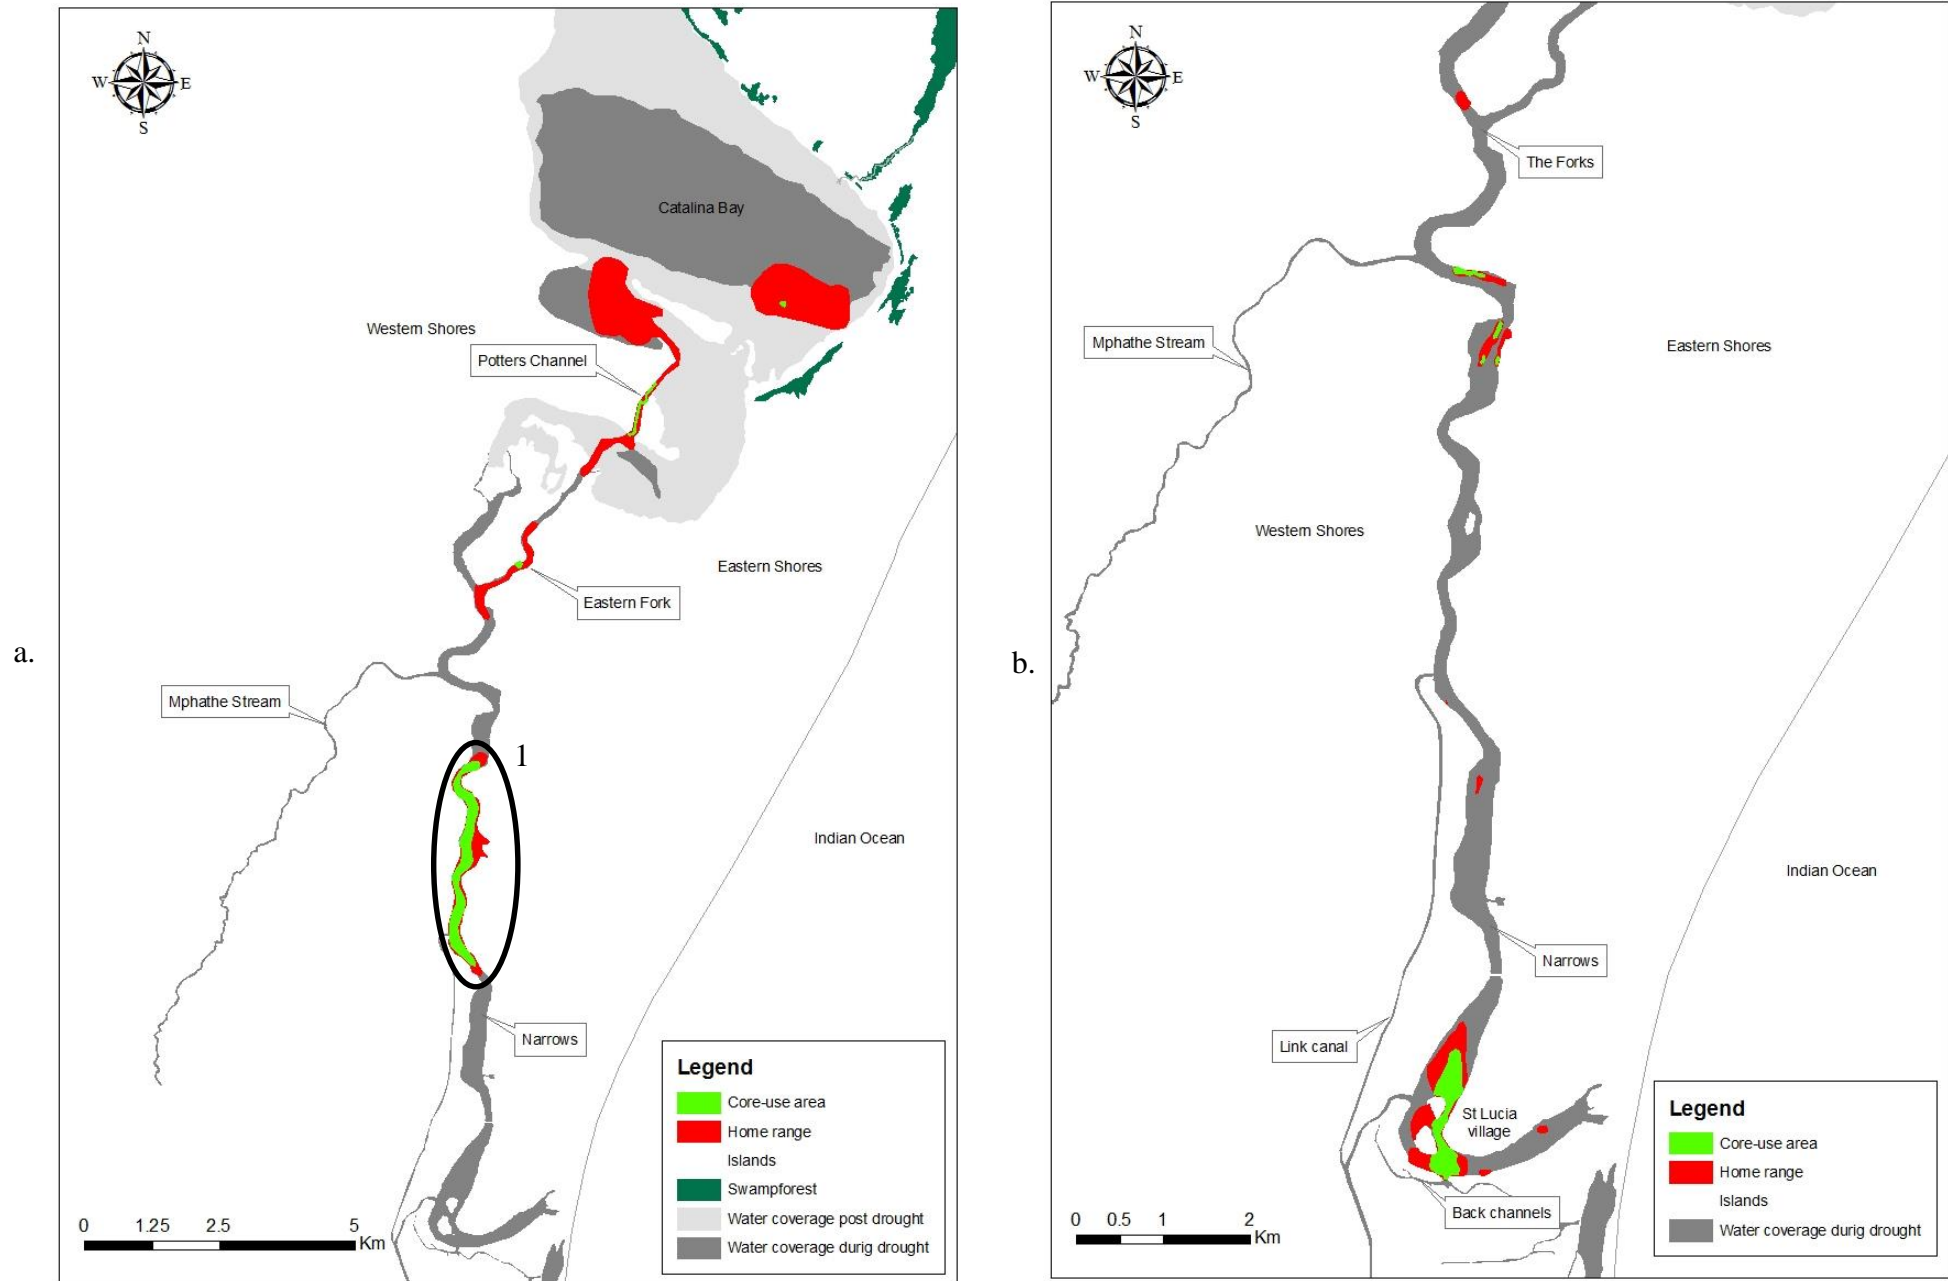 a.
N
W E
S
Catalina Bay
Western Shores
Potters Channel
Eastern Shores
Eastern Fork
Mphathe Stream
1
Indian Ocean
Narrows
Legend
Core-use area
Home range
Islands
Swampforest
Water coverage post drought
Water coverage durig drought
0 1.25 2.5 5
Km
b.
N
W E
S
The Forks
Mphathe Stream
Eastern Shores
Western Shores
Indian Ocean
Narrows
Link canal
St Lucia
village
Back channels
Legend
Core-use area
Home range
Islands
Water coverage durig drought
0 0.5 1 2
Km